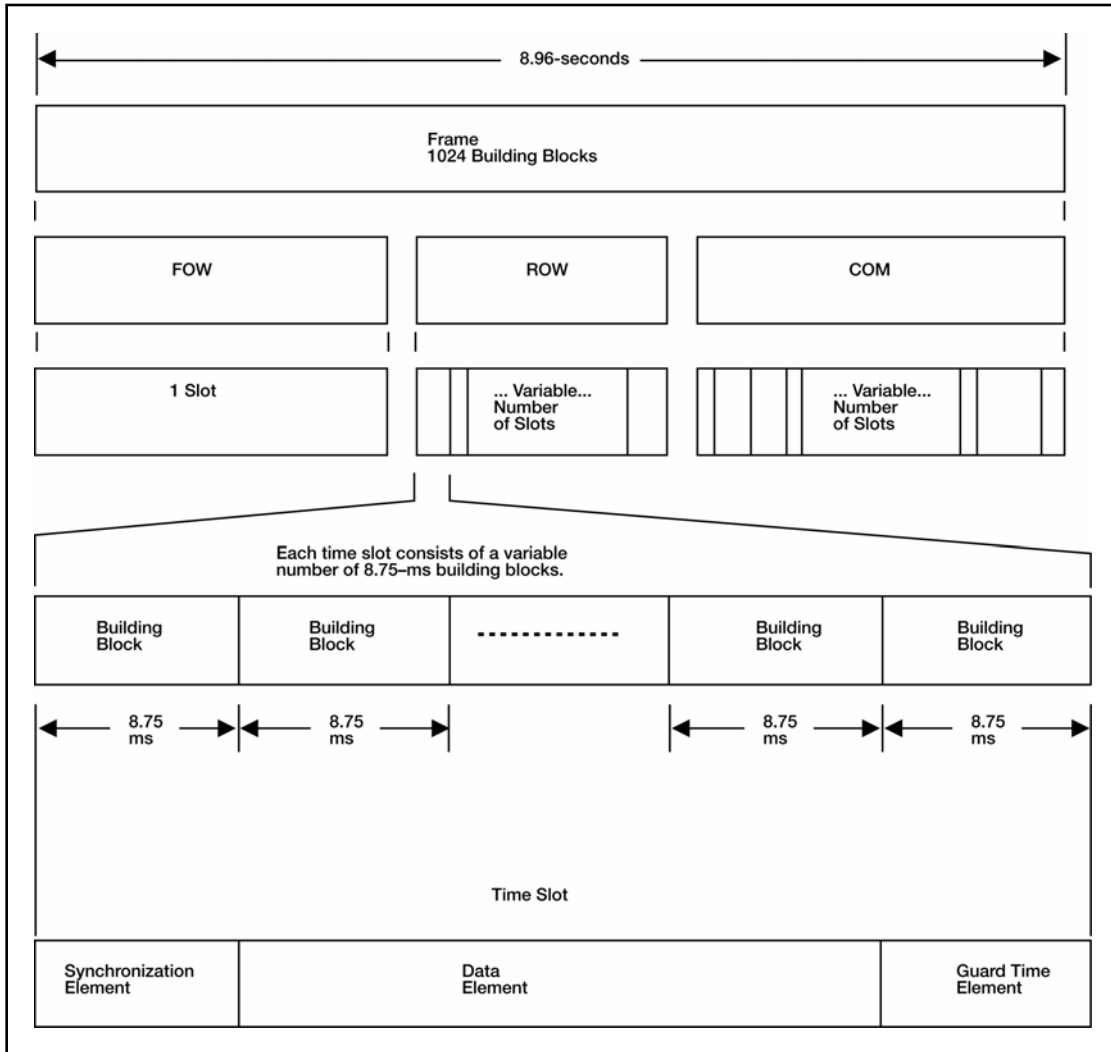 8.96-seconds
Frame
1024 Building Blocks
FOW
ROW
COM
1 Slot
... Variable...
Number
of Slots
... Variable...
Number
of Slots
Each time slot consists of a variable
number of 8.75–ms building blocks.
Building
Block
Building
Block
Building
Block
Building
Block
8.75
ms
8.75
ms
8.75
ms
8.75
ms
Time Slot
Synchronization
Element
Data
Element
Guard Time
Element